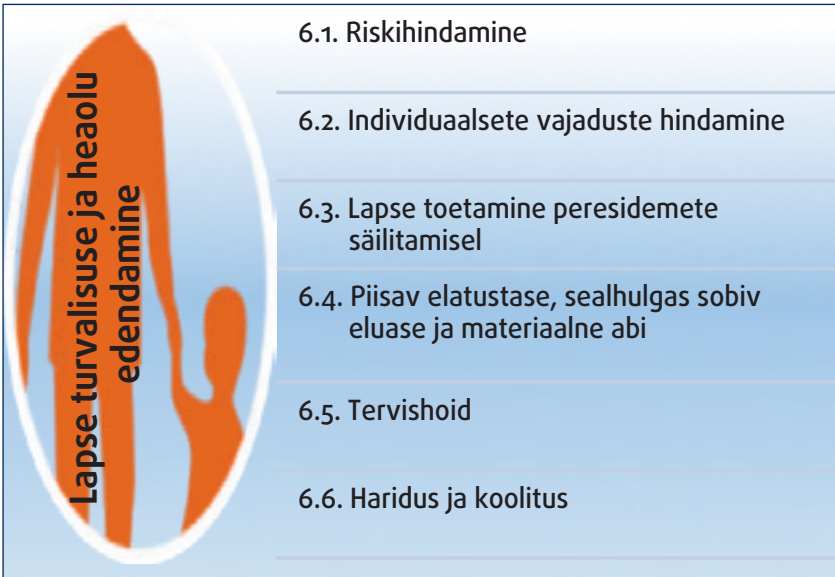 Lapse turvalisuse ja heaolu
edendamine
6.1. Riskihindamine
6.2. Individuaalsete vajaduste hindamine
6.3. Lapse toetamine peresidemete
säilitamisel
6.4. Piisav elatustase, sealhulgas sobiv
eluase ja materiaalne abi
6.5. Tervishoid
6.6. Haridus ja koolitus